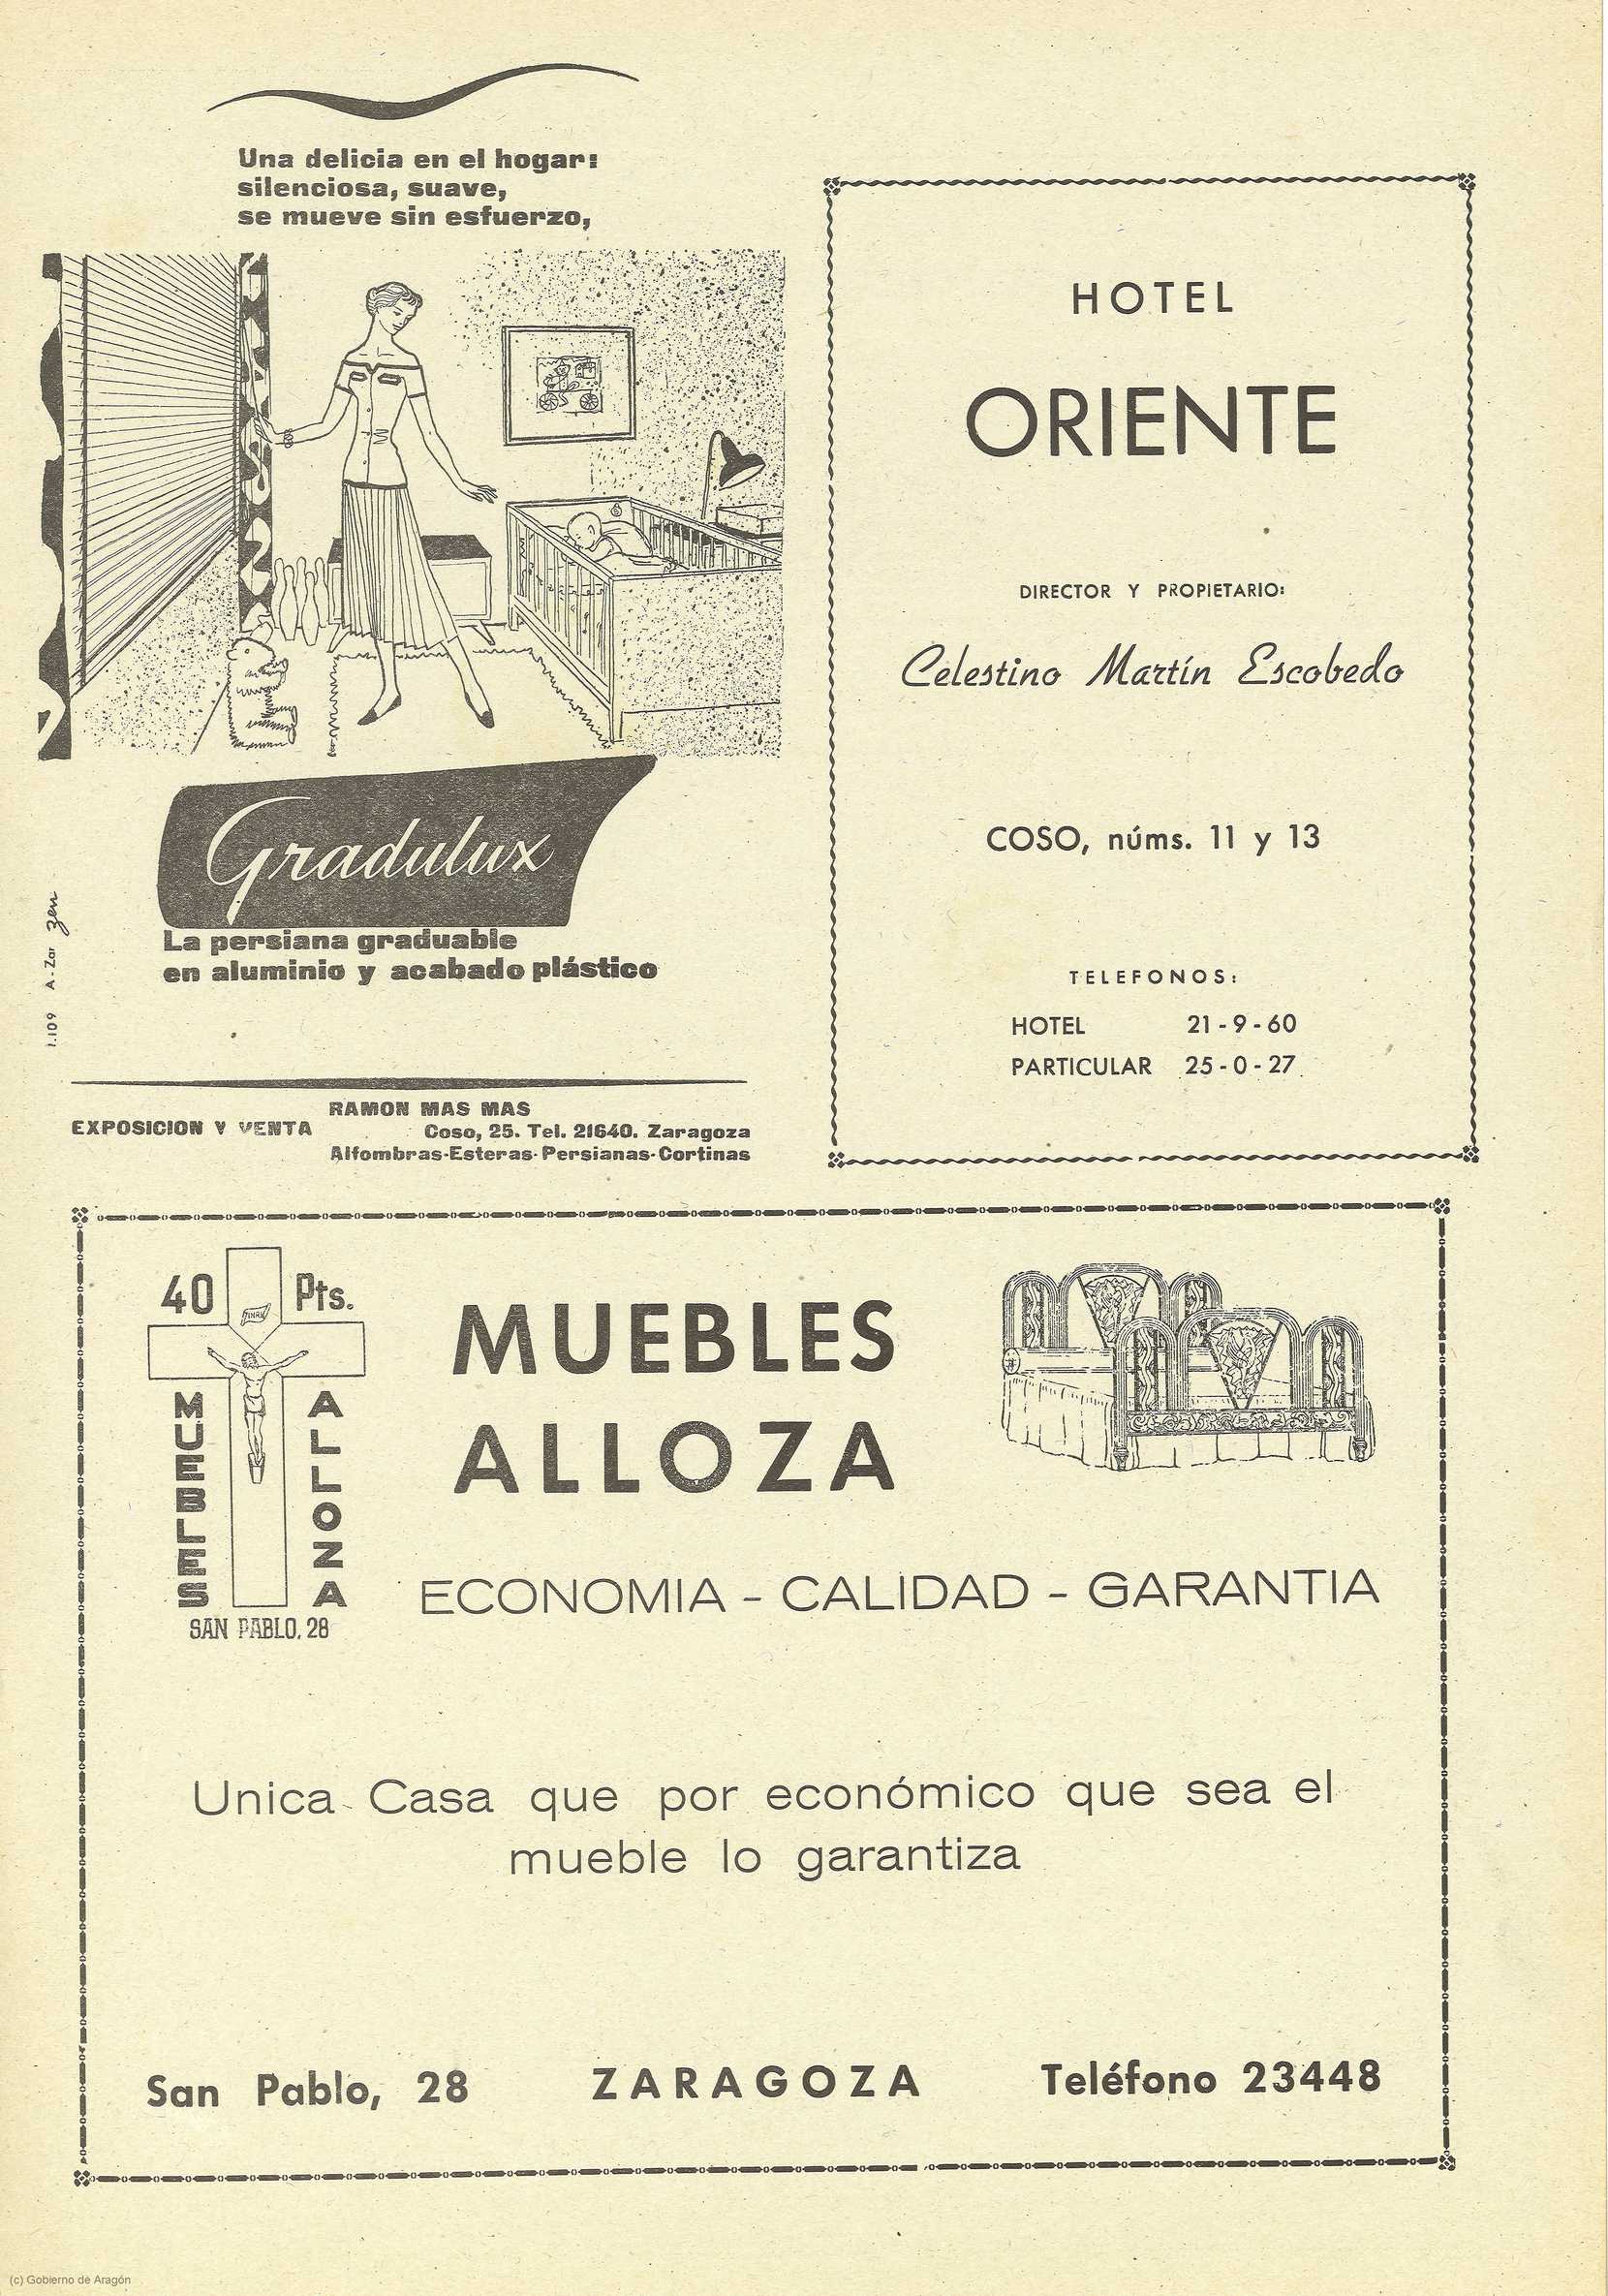 Una delicia en el hogar:
silenciosa, suave,
se mueve sin esfuerzo,
Gradulux
La persiana graduable
en aluminio y acabado plástico
1.109 A-Zar zen
EXPOSICION Y VENTA
RAMON MAS MAS
Coso, 25. Tel. 21640. Zaragoza
Alfombras-Esteras-Persianas-Cortinas
HOTEL
ORIENTE
DIRECTOR Y PROPIETARIO:
Celestino Martín Escobedo
COSO, núms. 11 y 13
TELEFONOS:
HOTEL 21-9-60
PARTICULAR 25-0-27
40 Pts.
MUEBLES
ALLOZA
SAN PABLO, 28
MUEBLES
ALLOZA
ECONOMIA - CALIDAD - GARANTIA
Unica Casa que por económico que sea el
mueble lo garantiza
San Pablo, 28 ZARAGOZA Teléfono 23448
(c) Gobierno de Aragón